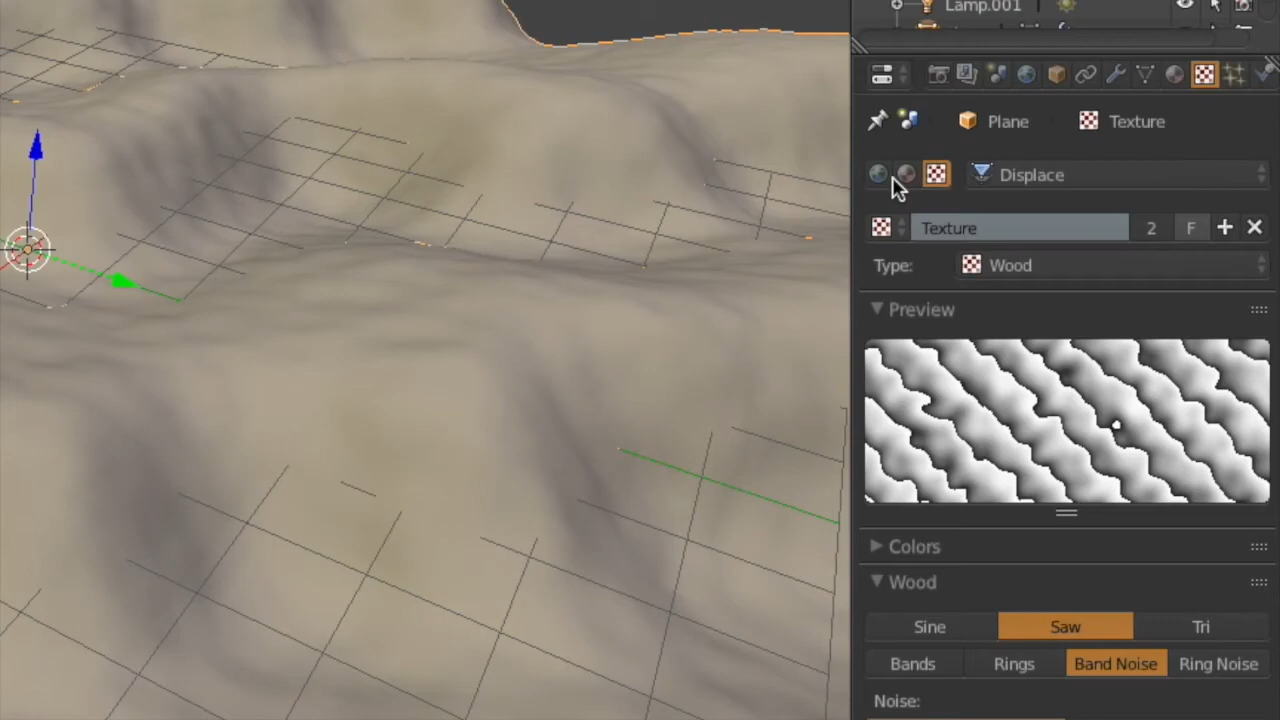 Lamp.001
Plane
Texture
Displace
Texture
2
F
Type:
Wood
Preview
Colors
Wood
Sine
Saw
Tri
Bands
Rings
Band Noise
Ring Noise
Noise: